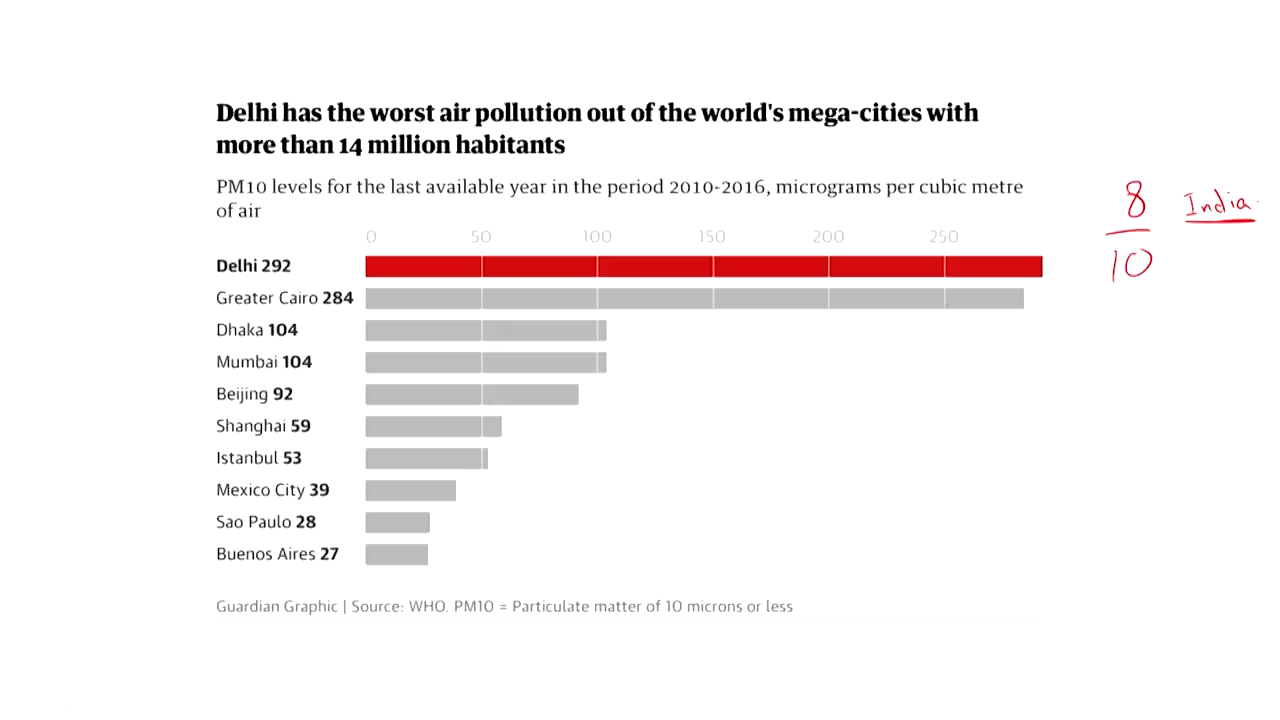 Delhi has the worst air pollution out of the world's mega-cities with
more than 14 million habitants
PM10 levels for the last available year in the period 2010-2016, micrograms per cubic metre
of air
0 50 100 150 200 250
Delhi 292
Greater Cairo 284
Dhaka 104
Mumbai 104
Beijing 92
Shanghai 59
Istanbul 53
Mexico City 39
Sao Paulo 28
Buenos Aires 27
Guardian Graphic | Source: WHO. PM10 = Particulate matter of 10 microns or less
8
10
India